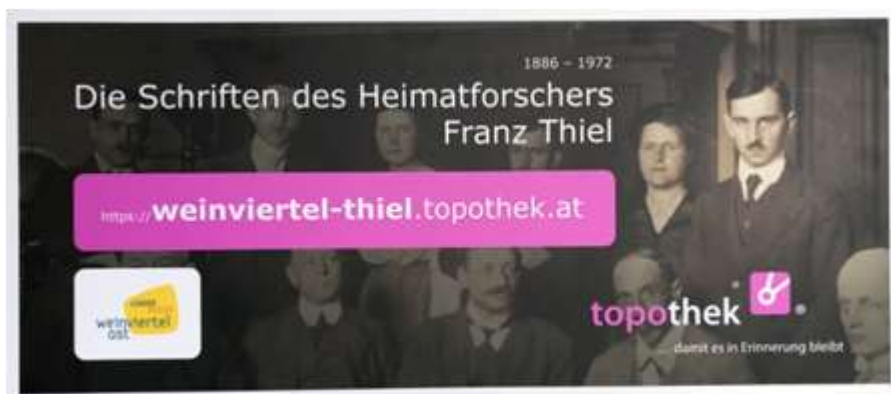 1886 – 1972
Die Schriften des Heimatforschers
Franz Thiel
https://weinviertel-thiel.topothek.at
weinviertel
ost
topothek
damit es in Erinnerung bleibt